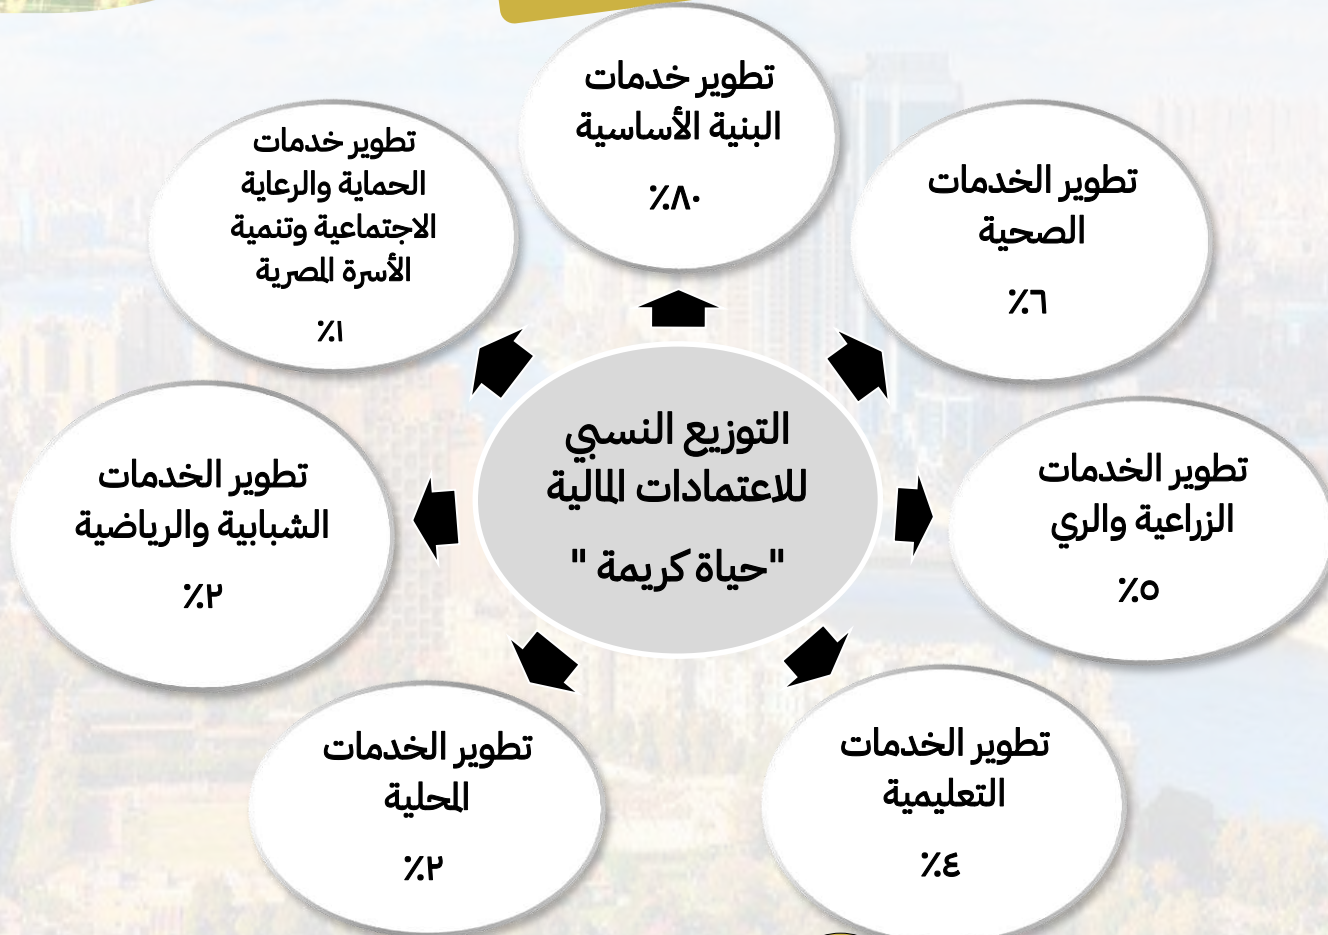 التوزيع النسبي
للاعتمادات المالية
"حياة كريمة "
تطوير خدمات
البنية الأساسية
٨٠٪
تطوير الخدمات
الصحية
٦٪
تطوير الخدمات
الزراعية والري
٥٪
تطوير الخدمات
التعليمية
٤٪
تطوير الخدمات
المحلية
٢٪
تطوير الخدمات
الشبابية والرياضية
٢٪
تطوير خدمات
الحماية والرعاية
الاجتماعية وتنمية
الأسرة المصرية
١٪